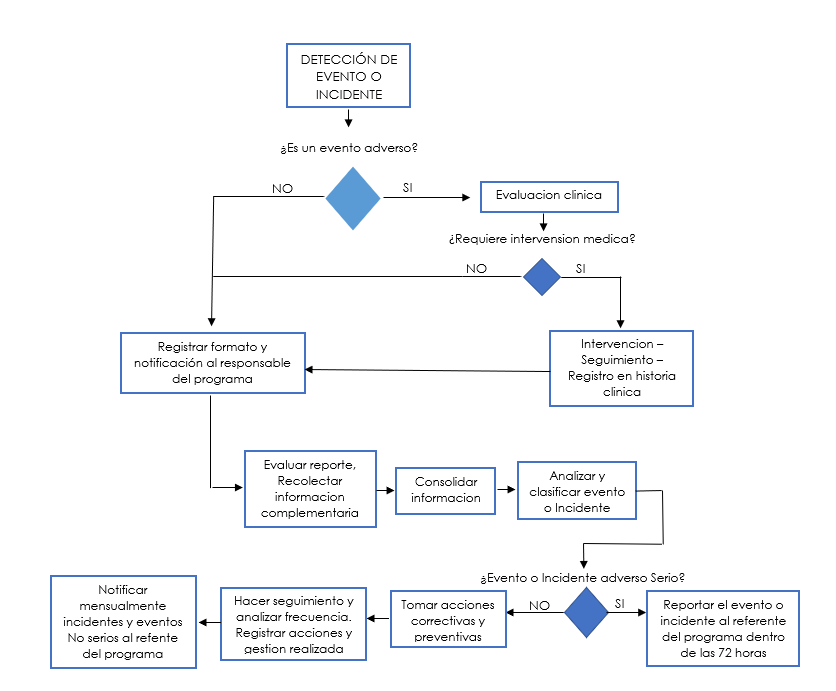 DETECCIÓN DE
EVENTO O
INCIDENTE
¿Es un evento adverso?
NO
SI
Evaluacion clinica
¿Requiere intervension medica?
NO
SI
Registrar formato y
notificación al responsable
del programa
Intervencion –
Seguimiento –
Registro en historia
clinica
Evaluar reporte,
Recolectar
informacion
complementaria
Consolidar
informacion
Analizar y
clasificar evento
o Incidente
¿Evento o Incidente adverso Serio?
NO
SI
Notificar
mensualmente
incidentes y eventos
No serios al refente
del programa
Hacer seguimiento y
analizar frecuencia.
Registrar acciones y
gestion realizada
Tomar acciones
correctivas y
preventivas
Reportar el evento o
incidente al referente
del programa dentro
de las 72 horas